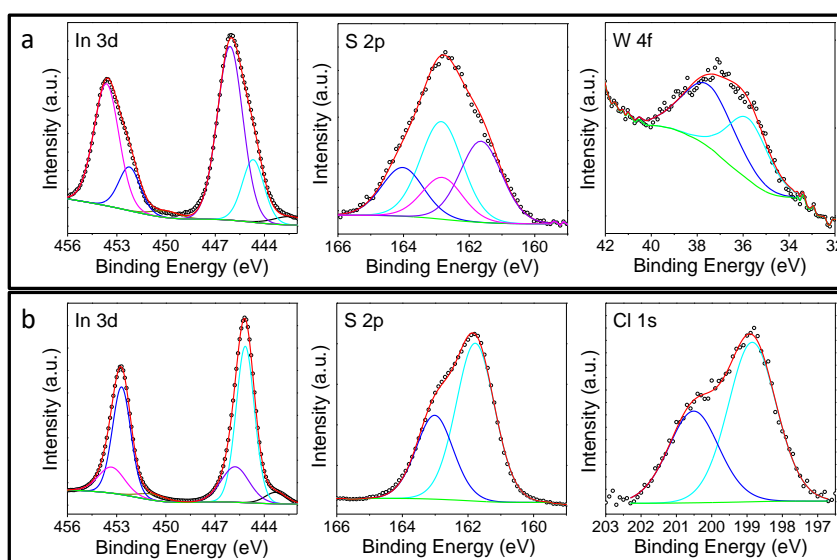 a
In 3d
S 2p
W 4f
Intensity (a.u.)
Intensity (a.u.)
Intensity (a.u.)
456 453 450 447 444
166 164 162 160
42 40 38 36 34 32
Binding Energy (eV)
Binding Energy (eV)
Binding Energy (eV)
b
In 3d
S 2p
Cl 1s
Intensity (a.u.)
Intensity (a.u.)
Intensity (a.u.)
456 453 450 447 444
166 164 162 160
203 202 201 200 199 198 197
Binding Energy (eV)
Binding Energy (eV)
Binding Energy (eV)